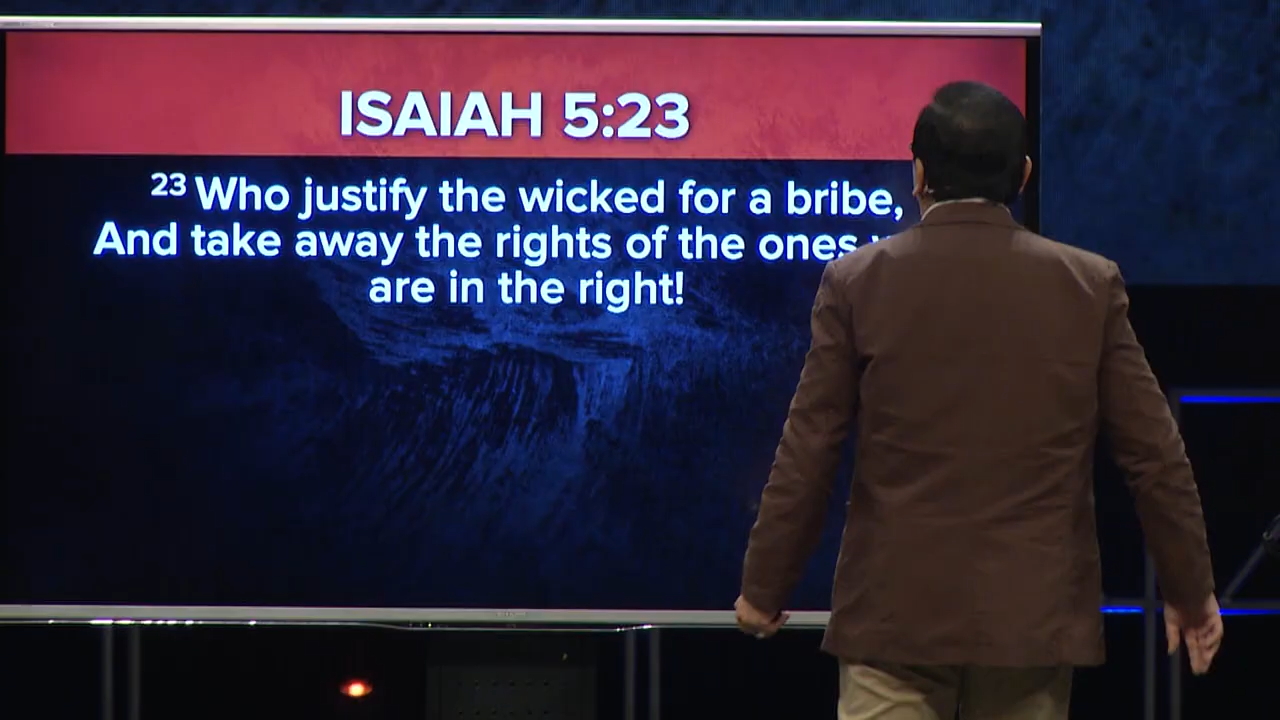 ISAIAH 5:23
23 Who justify the wicked for a bribe,
And take away the rights of the ones
are in the right!